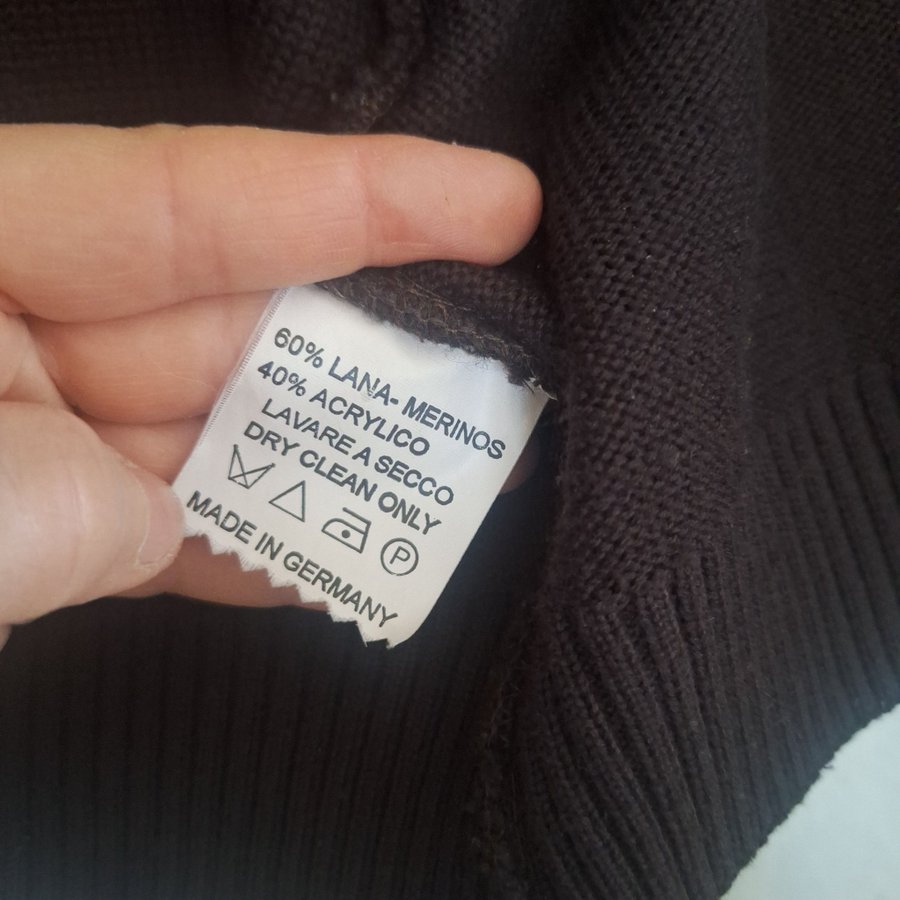 60% LANA- MERINOS
40% ACRYLICO
LAVARE A SECCO
DRY CLEAN ONLY
P
MADE IN GERMANY